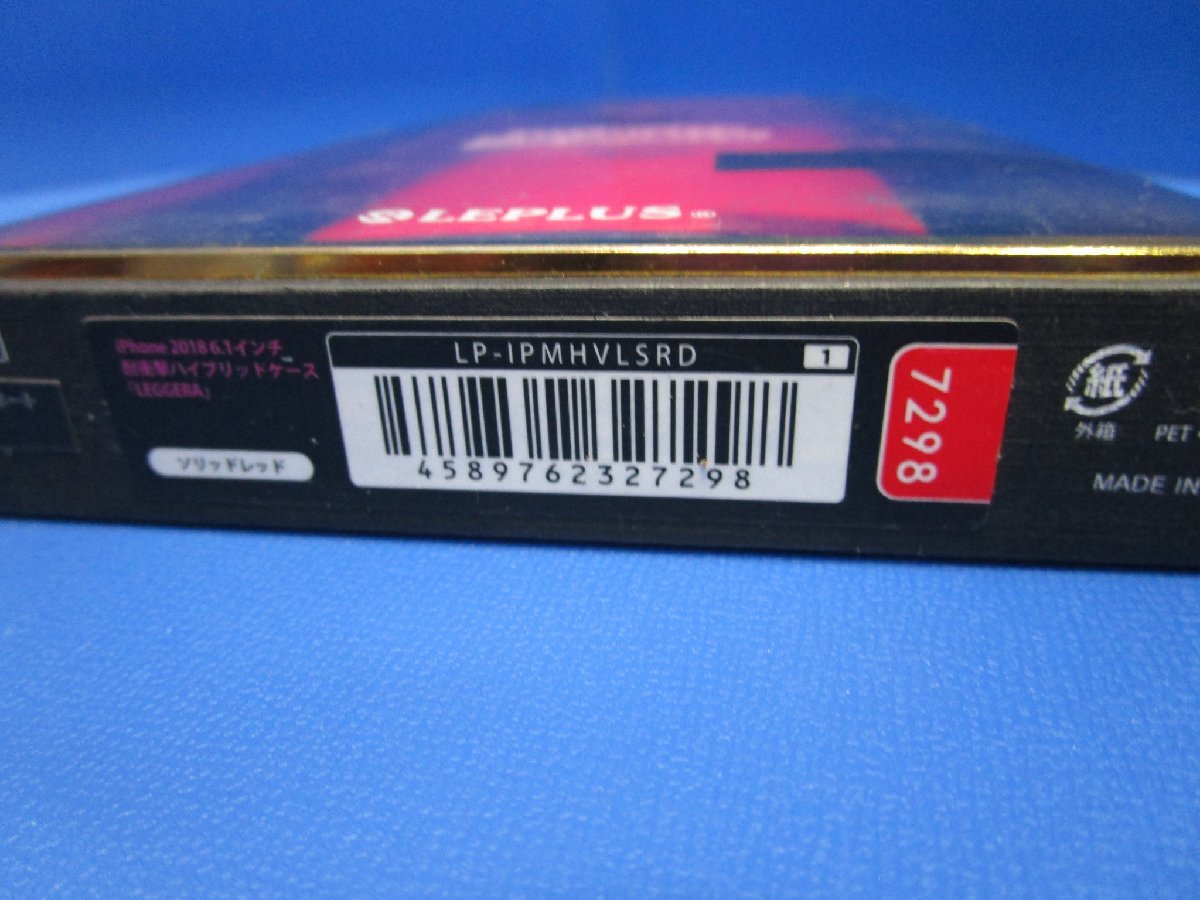 LEPLUS
iPhone 2018 6.1インチ
耐衝撃ハイブリッドケース
「LEGGERA」
ソリッドレッド
LP-IPMHVLSRD
1
4589762327298
7298
紙
外箱
PET
MADE IN